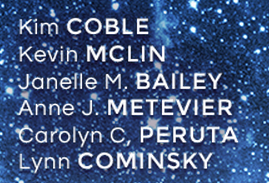 Kim COBLE
Kevin MCLIN
Janelle M. BAILEY
Anne J. METEVIER
Carolyn C. PERUTA
Lynn COMINSKY